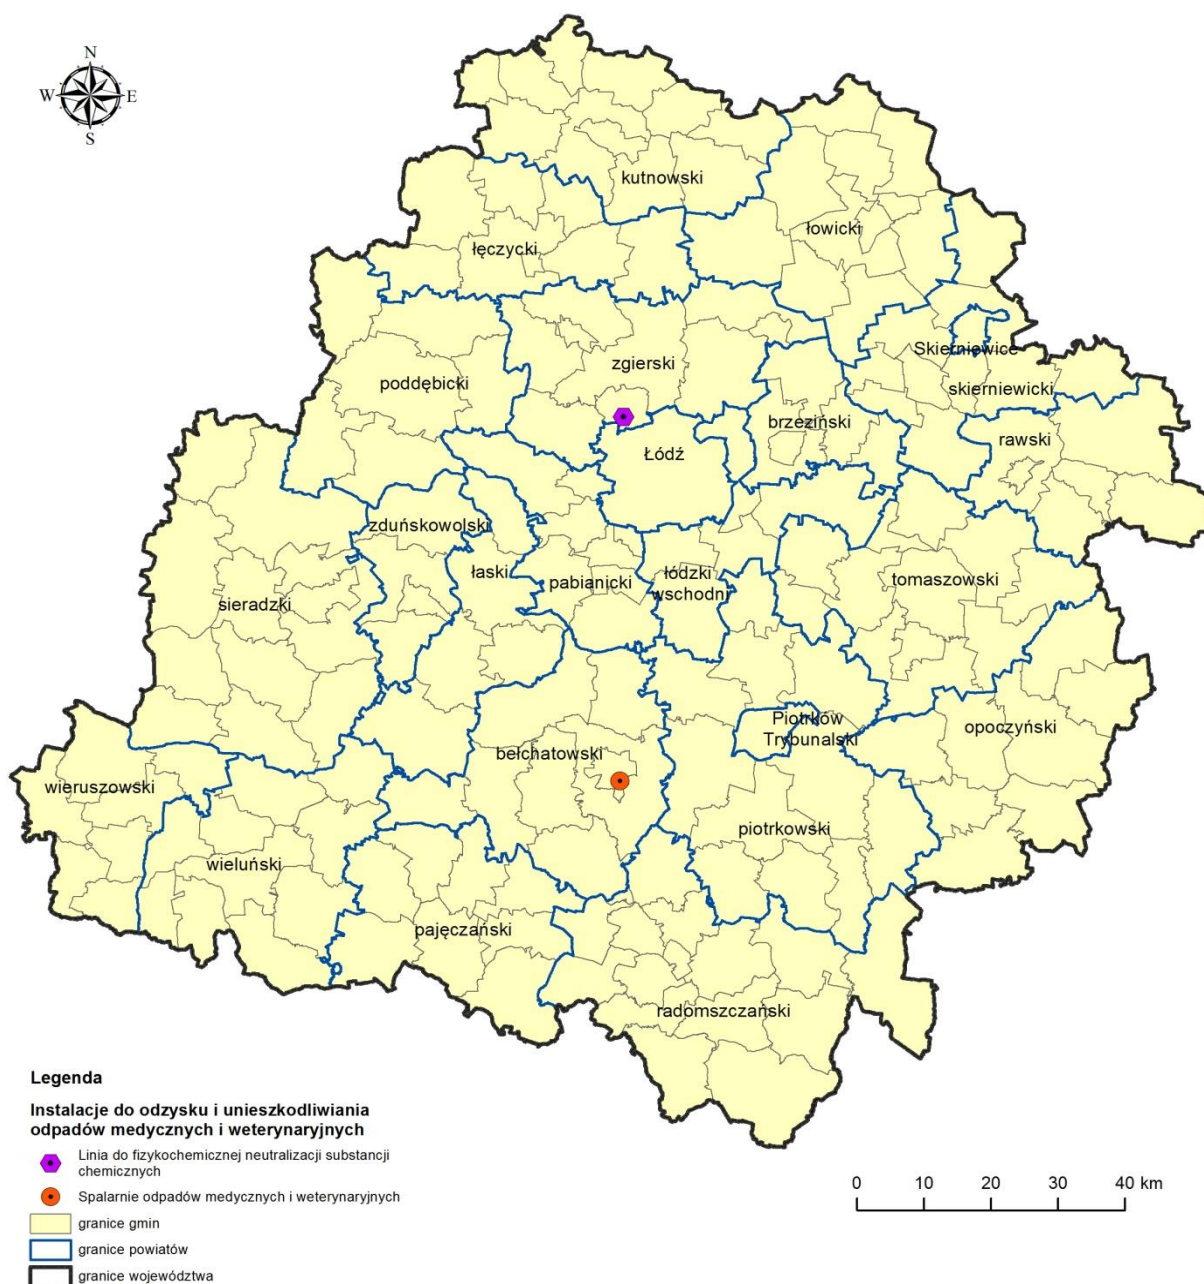 N
W E
S
kutnowski
łowicki
łęczycki
Skierniewice
zgierski
poddębicki
skierniewicki
brzeziński
rawski
Łódź
zduńskowolski
łaski
pabianicki
łódzki
wschodni
tomaszowski
sieradzki
Piotrków
Trybunalski
opoczyński
bełchatowski
wieruszowski
piotrkowski
wieluński
pajęczański
radomszczański
Legenda
Instalacje do odzysku i unieszkodliwiania
odpadów medycznych i weterynaryjnych
Linia do fizykochemicznej neutralizacji substancji
chemicznych
Spalarnie odpadów medycznych i weterynaryjnych
granice gmin
granice powiatów
granice województwa
0 10 20 30 40 km